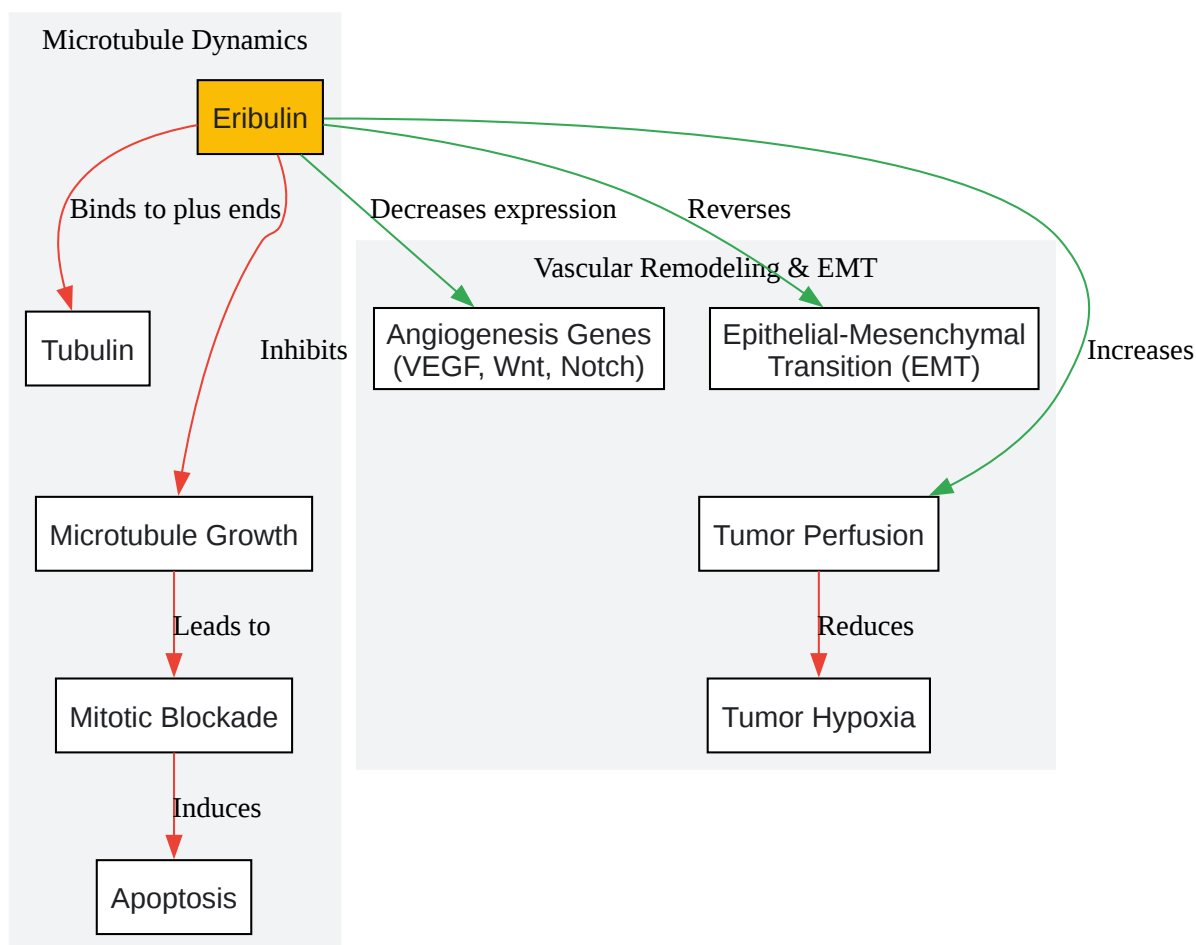 Microtubule Dynamics
Eribulin
Binds to plus ends
Decreases expression
Reverses
Vascular Remodeling & EMT
Tubulin
Inhibits
Angiogenesis Genes
(VEGF, Wnt, Notch)
Epithelial-Mesenchymal
Transition (EMT)
Increases
Microtubule Growth
Tumor Perfusion
Leads to
Reduces
Mitotic Blockade
Tumor Hypoxia
Induces
Apoptosis